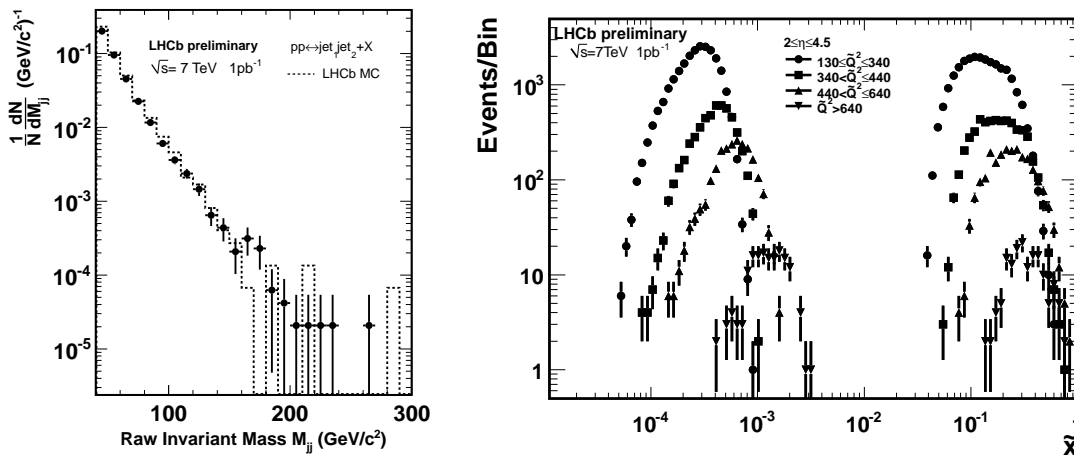 LHCb preliminary
√s= 7 TeV 1pb⁻¹
pp↔jet₁jet₂+X
LHCb MC
1/N dN/dM_jj (GeV/c²)⁻¹
10⁻¹
10⁻²
10⁻³
10⁻⁴
10⁻⁵
100
200
300
Raw Invariant Mass M_jj (GeV/c²)
LHCb preliminary
√s=7TeV 1pb⁻¹
2≤η≤4.5
130≤Q̃²≤340
340<Q̃²≤440
440<Q̃²≤640
Q̃²>640
Events/Bin
10³
10²
10
1
10⁻⁴
10⁻³
10⁻²
10⁻¹
1